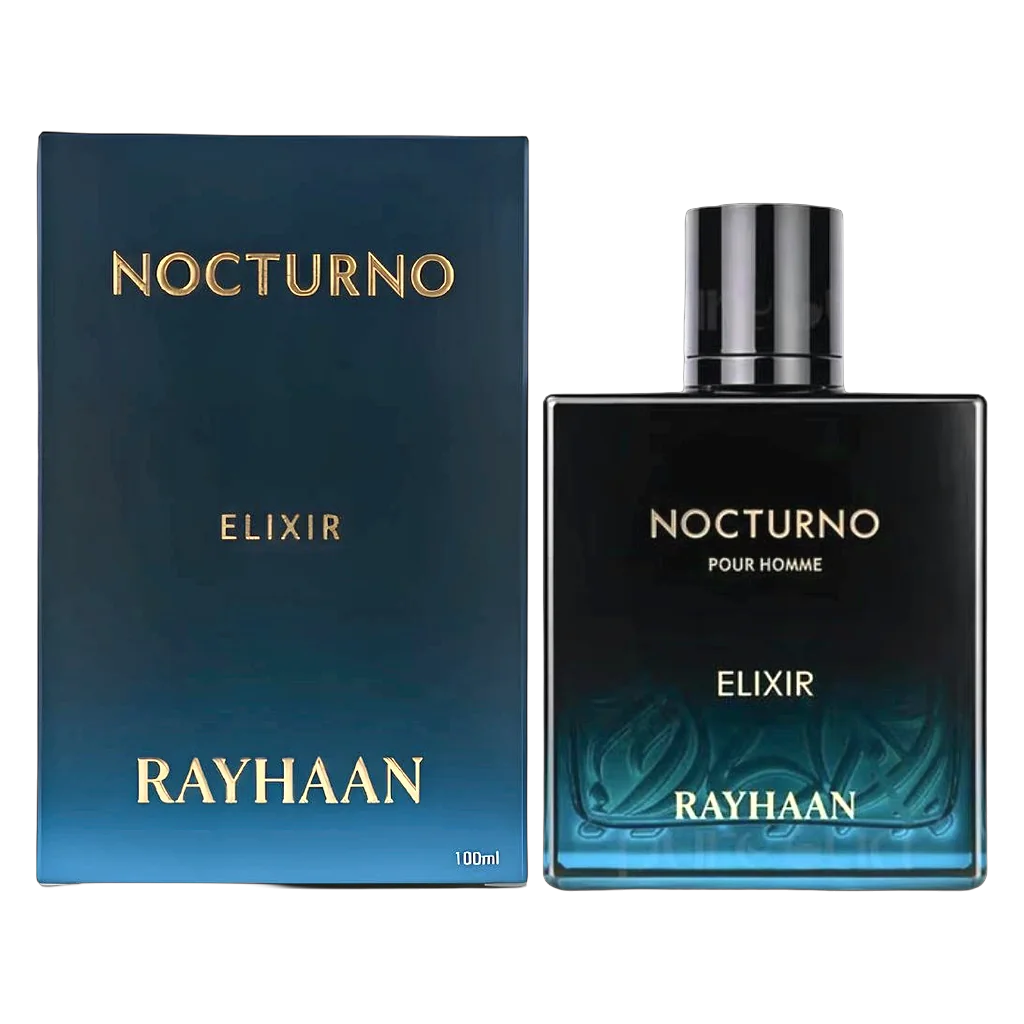 NOCTURNO
ELIXIR
RAYHAAN
100ml
NOCTURNO
POUR HOMME
ELIXIR
RAYHAAN